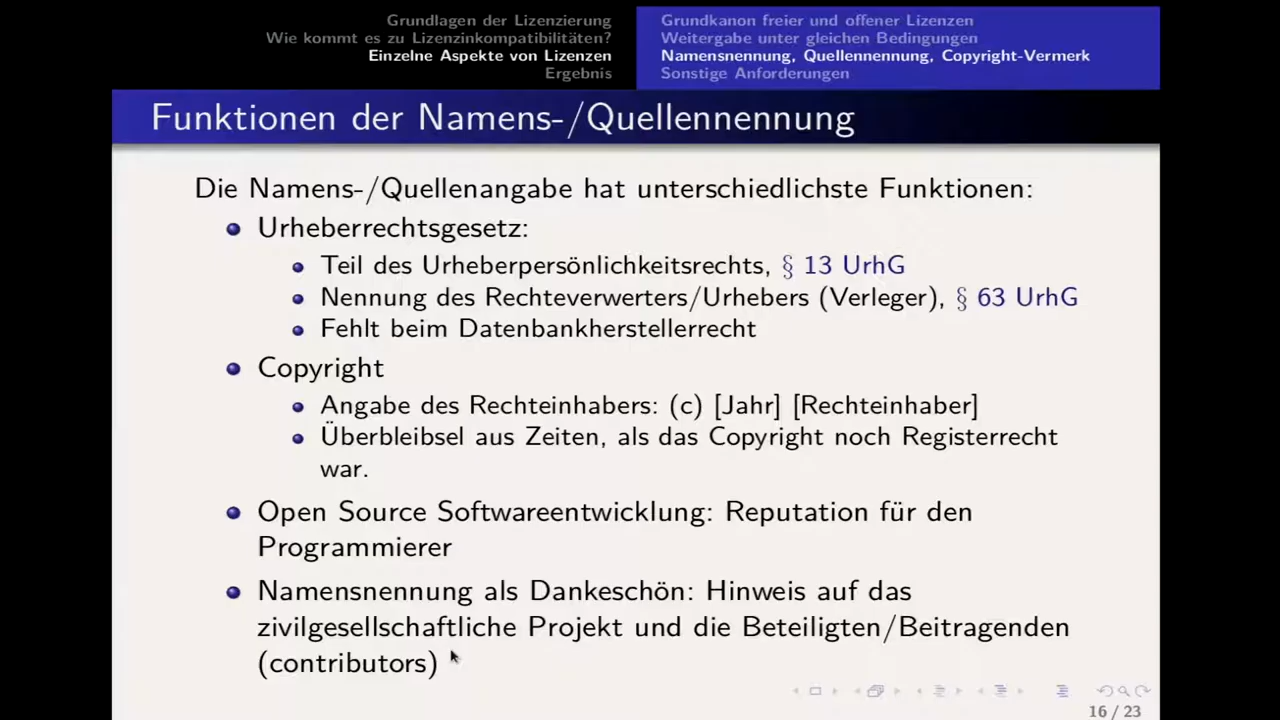 Grundlagen der Lizenzierung
Wie kommt es zu Lizenzinkompatibilitäten?
Einzelne Aspekte von Lizenzen
Ergebnis
Grundkanon freier und offener Lizenzen
Weitergabe unter gleichen Bedingungen
Namensnennung, Quellennennung, Copyright-Vermerk
Sonstige Anforderungen
Funktionen der Namens-/Quellennennung
Die Namens-/Quellenangabe hat unterschiedlichste Funktionen:
Urheberrechtsgesetz:
Teil des Urheberpersönlichkeitsrechts, § 13 UrhG
Nennung des Rechteverwerters/Urhebers (Verleger), § 63 UrhG
Fehlt beim Datenbankherstellerrecht
Copyright
Angabe des Rechteinhabers: (c) [Jahr] [Rechteinhaber]
Überbleibsel aus Zeiten, als das Copyright noch Registerrecht
war.
Open Source Softwareentwicklung: Reputation für den
Programmierer
Namensnennung als Dankeschön: Hinweis auf das
zivilgesellschaftliche Projekt und die Beteiligten/Beitragenden
(contributors)
16 / 23